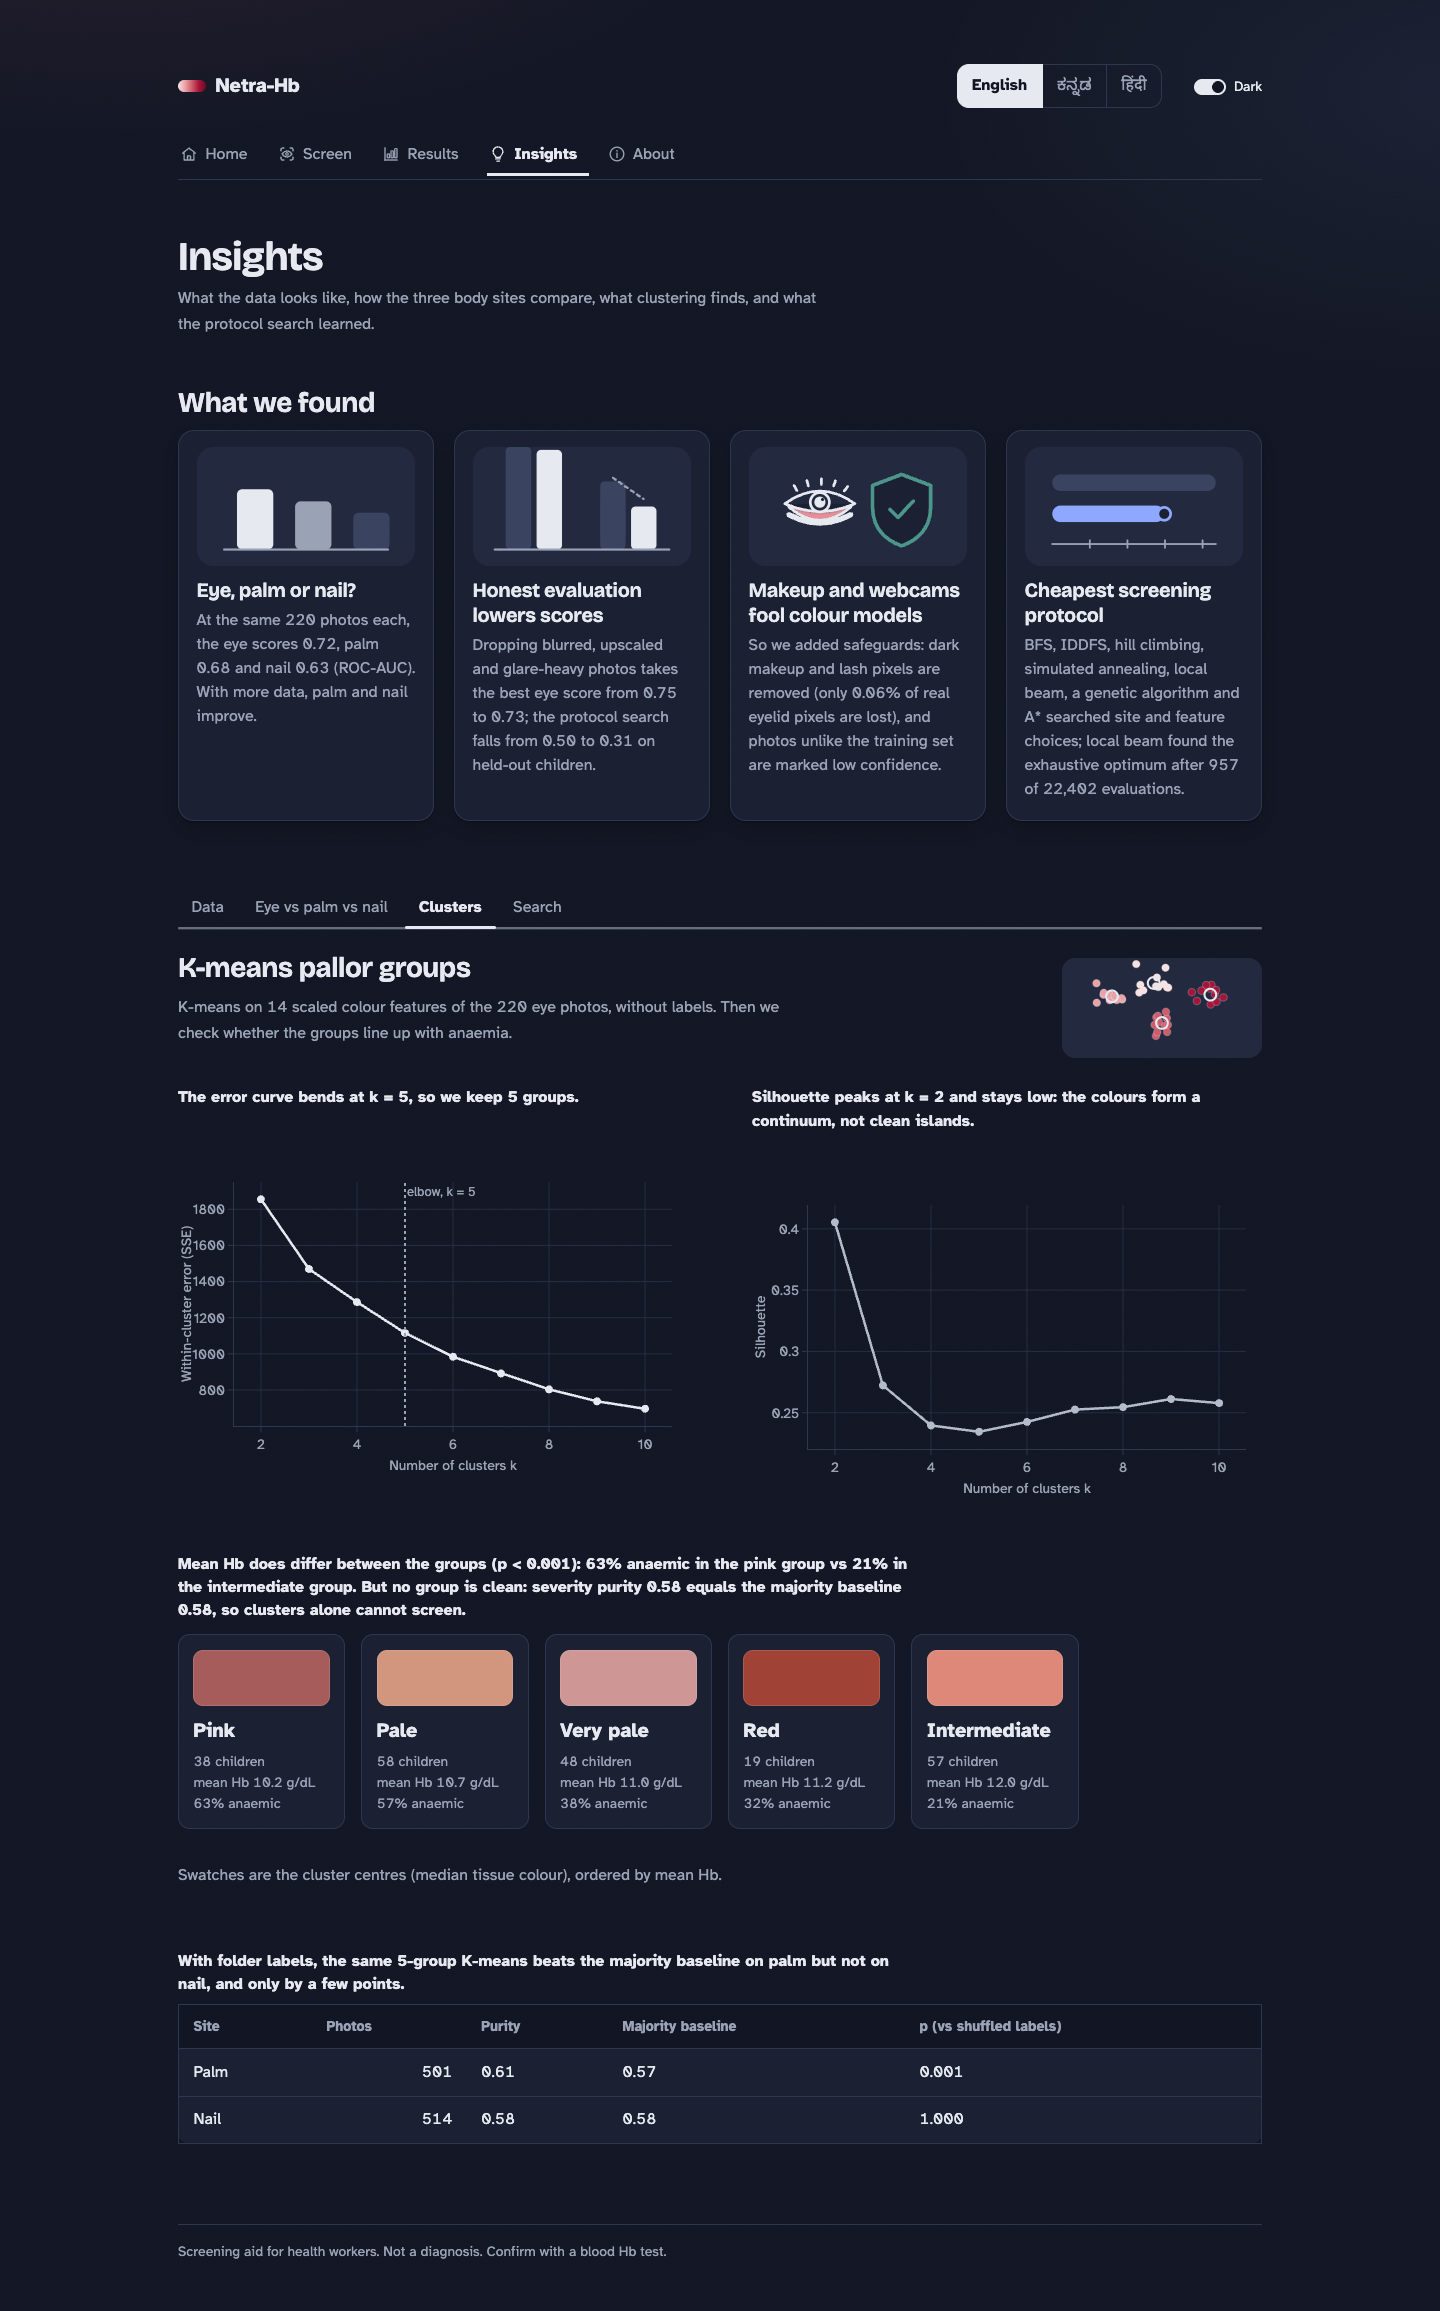 Netra-Hb
English
ಕನ್ನಡ
हिंदी
Dark
Home
Screen
Results
Insights
About
Insights
What the data looks like, how the three body sites compare, what clustering finds, and what
the protocol search learned.
What we found
Eye, palm or nail?
At the same 220 photos each,
the eye scores 0.72, palm
0.68 and nail 0.63 (ROC-AUC).
With more data, palm and nail
improve.
Honest evaluation
lowers scores
Dropping blurred, upscaled
and glare-heavy photos takes
the best eye score from 0.75
to 0.73; the protocol search
falls from 0.50 to 0.31 on
held-out children.
Makeup and webcams
fool colour models
So we added safeguards: dark
makeup and lash pixels are
removed (only 0.06% of real
eyelid pixels are lost), and
photos unlike the training set
are marked low confidence.
Cheapest screening
protocol
BFS, IDDFS, hill climbing,
simulated annealing, local
beam, a genetic algorithm and
A* searched site and feature
choices; local beam found the
exhaustive optimum after 957
of 22,402 evaluations.
Data
Eye vs palm vs nail
Clusters
Search
K-means pallor groups
K-means on 14 scaled colour features of the 220 eye photos, without labels. Then we
check whether the groups line up with anaemia.
The error curve bends at k = 5, so we keep 5 groups.
elbow, k = 5
1800
1600
1400
1200
1000
800
Within-cluster error (SSE)
2
4
6
8
10
Number of clusters k
Silhouette peaks at k = 2 and stays low: the colours form a
continuum, not clean islands.
0.4
0.35
0.3
0.25
Silhouette
2
4
6
8
10
Number of clusters k
Mean Hb does differ between the groups (p < 0.001): 63% anaemic in the pink group vs 21% in
the intermediate group. But no group is clean: severity purity 0.58 equals the majority baseline
0.58, so clusters alone cannot screen.
Pink
38 children
mean Hb 10.2 g/dL
63% anaemic
Pale
58 children
mean Hb 10.7 g/dL
57% anaemic
Very pale
48 children
mean Hb 11.0 g/dL
38% anaemic
Red
19 children
mean Hb 11.2 g/dL
32% anaemic
Intermediate
57 children
mean Hb 12.0 g/dL
21% anaemic
Swatches are the cluster centres (median tissue colour), ordered by mean Hb.
With folder labels, the same 5-group K-means beats the majority baseline on palm but not on
nail, and only by a few points.
Site Photos Purity Majority baseline p (vs shuffled labels)
Palm 501 0.61 0.57 0.001
Nail 514 0.58 0.58 1.000
Screening aid for health workers. Not a diagnosis. Confirm with a blood Hb test.